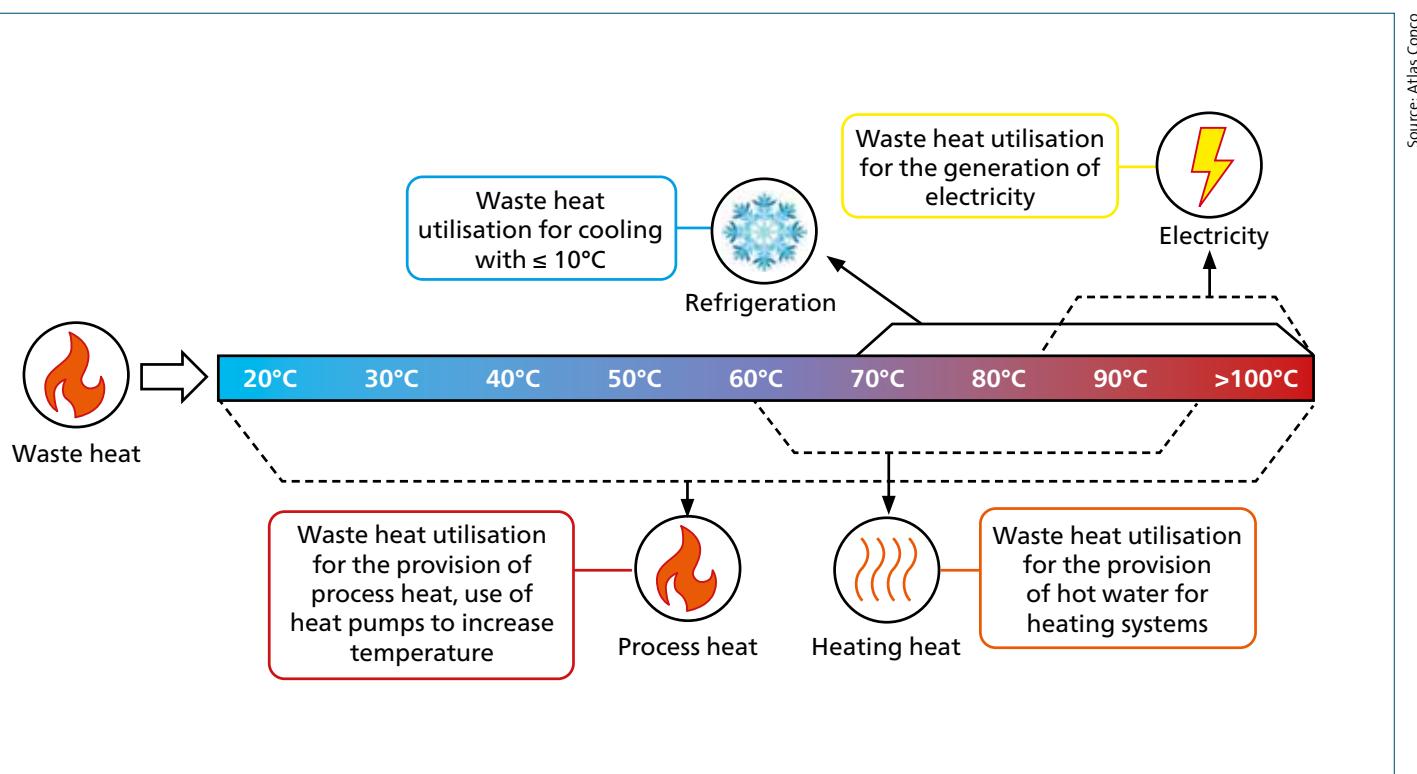 Source: Atlas Copco
Waste heat utilisation
for the generation of
electricity
Electricity
Waste heat
utilisation for cooling
with ≤ 10°C
Refrigeration
Waste heat
20°C 30°C 40°C 50°C 60°C 70°C 80°C 90°C >100°C
Waste heat utilisation
for the provision of
process heat, use of
heat pumps to increase
temperature
Process heat
Heating heat
Waste heat utilisation
for the provision
of hot water for
heating systems